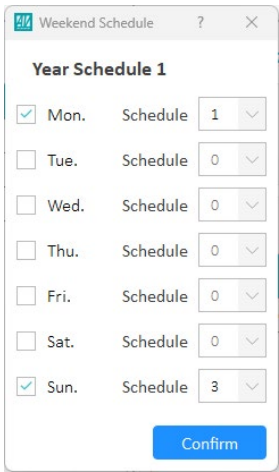 Weekend Schedule ?
Year Schedule 1
Mon. Schedule 1
Tue. Schedule 0
Wed. Schedule 0
Thu. Schedule 0
Fri. Schedule 0
Sat. Schedule 0
Sun. Schedule 3
Confirm